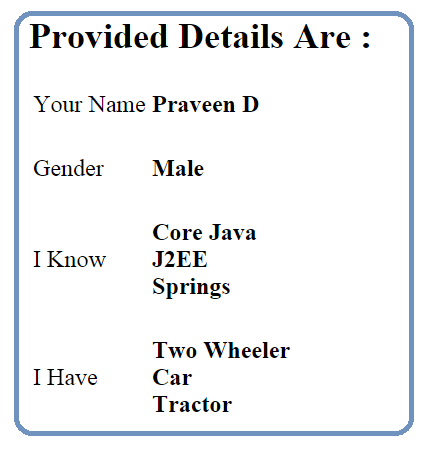 Provided Details Are :
Your Name Praveen D
Gender Male
Core Java
I Know J2EE
Springs
Two Wheeler
I Have Car
Tractor